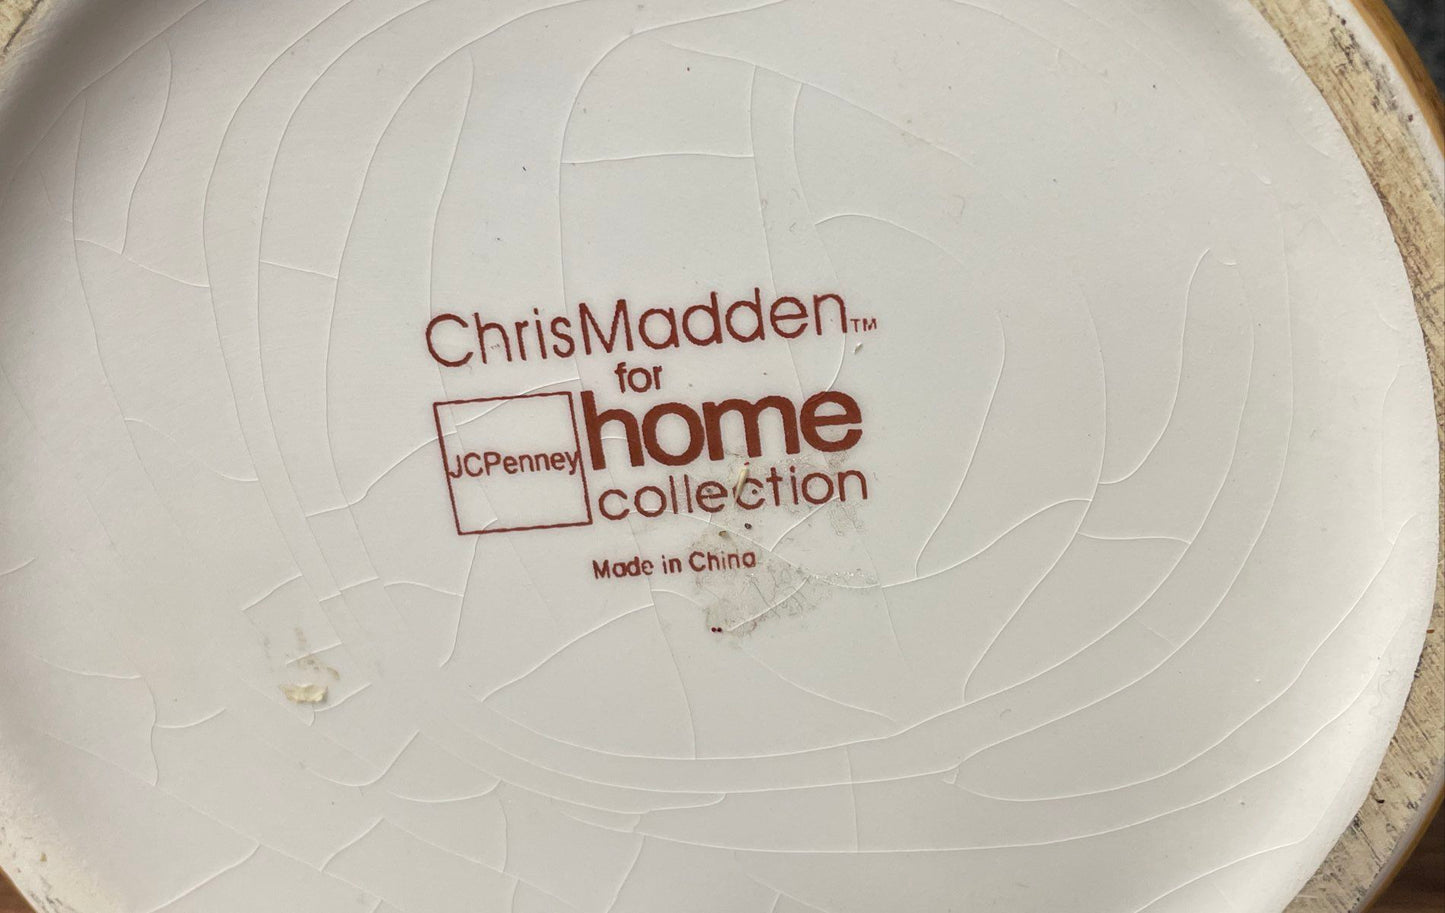 ChrisMadden™
for
JCPenney home
collection
Made in China